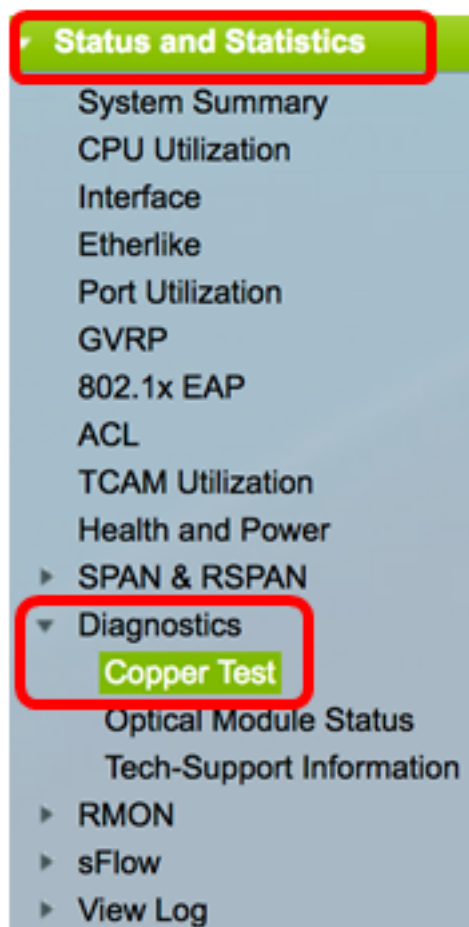 Status and Statistics
System Summary
CPU Utilization
Interface
Etherlike
Port Utilization
GVRP
802.1x EAP
ACL
TCAM Utilization
Health and Power
SPAN & RSPAN
Diagnostics
Copper Test
Optical Module Status
Tech-Support Information
RMON
sFlow
View Log